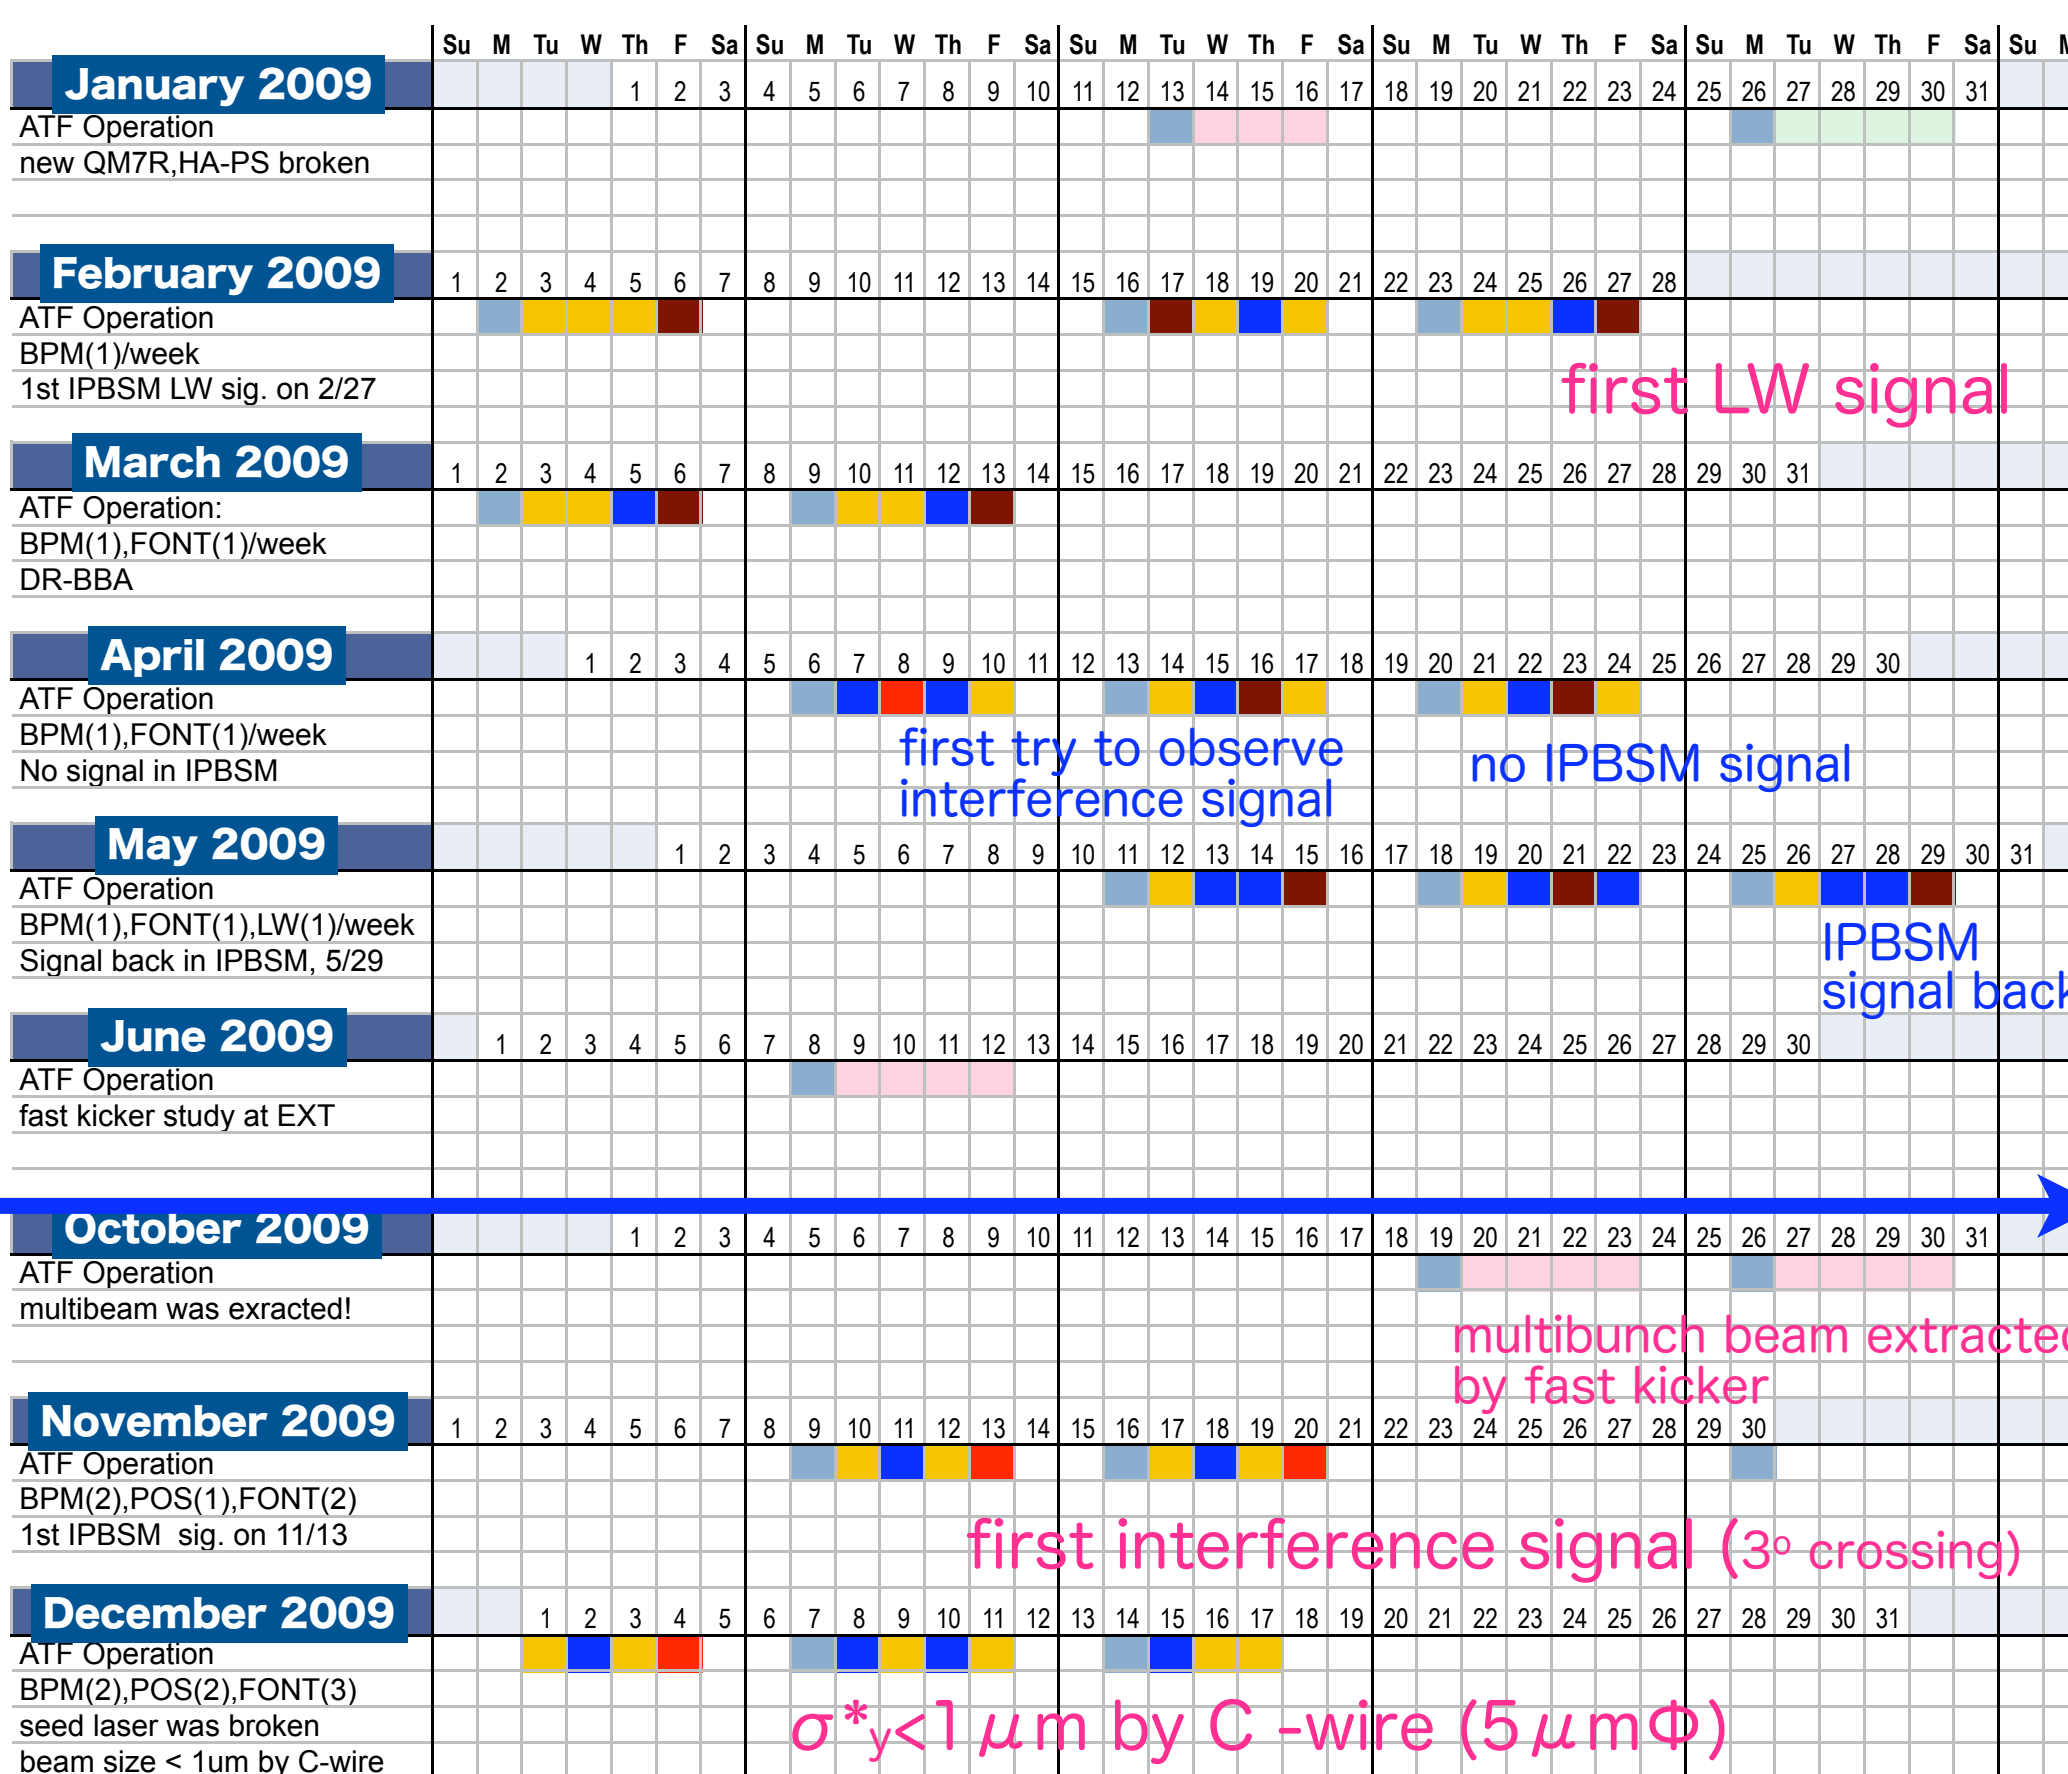 Su M Tu W Th F Sa Su M Tu W Th F Sa Su M Tu W Th F Sa Su M Tu W Th F Sa Su M Tu W Th F Sa Su
January 2009 1 2 3 4 5 6 7 8 9 10 11 12 13 14 15 16 17 18 19 20 21 22 23 24 25 26 27 28 29 30 31
ATF Operation
new QM7R,HA-PS broken
February 2009 1 2 3 4 5 6 7 8 9 10 11 12 13 14 15 16 17 18 19 20 21 22 23 24 25 26 27 28
ATF Operation
BPM(1)/week
1st IPBSM LW sig. on 2/27
first LW signal
March 2009 1 2 3 4 5 6 7 8 9 10 11 12 13 14 15 16 17 18 19 20 21 22 23 24 25 26 27 28 29 30 31
ATF Operation:
BPM(1),FONT(1)/week
DR-BBA
April 2009 1 2 3 4 5 6 7 8 9 10 11 12 13 14 15 16 17 18 19 20 21 22 23 24 25 26 27 28 29 30
ATF Operation
BPM(1),FONT(1)/week
No signal in IPBSM
first try to observe
interference signal
no IPBSM signal
May 2009 1 2 3 4 5 6 7 8 9 10 11 12 13 14 15 16 17 18 19 20 21 22 23 24 25 26 27 28 29 30 31
ATF Operation
BPM(1),FONT(1),LW(1)/week
Signal back in IPBSM, 5/29
IPBSM
signal back
June 2009 1 2 3 4 5 6 7 8 9 10 11 12 13 14 15 16 17 18 19 20 21 22 23 24 25 26 27 28 29 30
ATF Operation
fast kicker study at EXT
October 2009 1 2 3 4 5 6 7 8 9 10 11 12 13 14 15 16 17 18 19 20 21 22 23 24 25 26 27 28 29 30 31
ATF Operation
multibeam was exracted!
multibunch beam extracted
by fast kicker
November 2009 1 2 3 4 5 6 7 8 9 10 11 12 13 14 15 16 17 18 19 20 21 22 23 24 25 26 27 28 29 30
ATF Operation
BPM(2),POS(1),FONT(2)
1st IPBSM sig. on 11/13
first interference signal (3° crossing)
December 2009 1 2 3 4 5 6 7 8 9 10 11 12 13 14 15 16 17 18 19 20 21 22 23 24 25 26 27 28 29 30 31
ATF Operation
BPM(2),POS(2),FONT(3)
seed laser was broken
beam size < 1um by C-wire
σ*y<1μm by C -wire (5μmΦ)